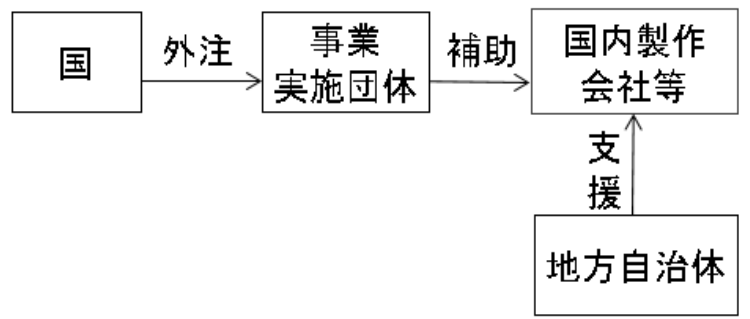 国
外注
事業
実施団体
補助
国内製作
会社等
支
援
地方自治体